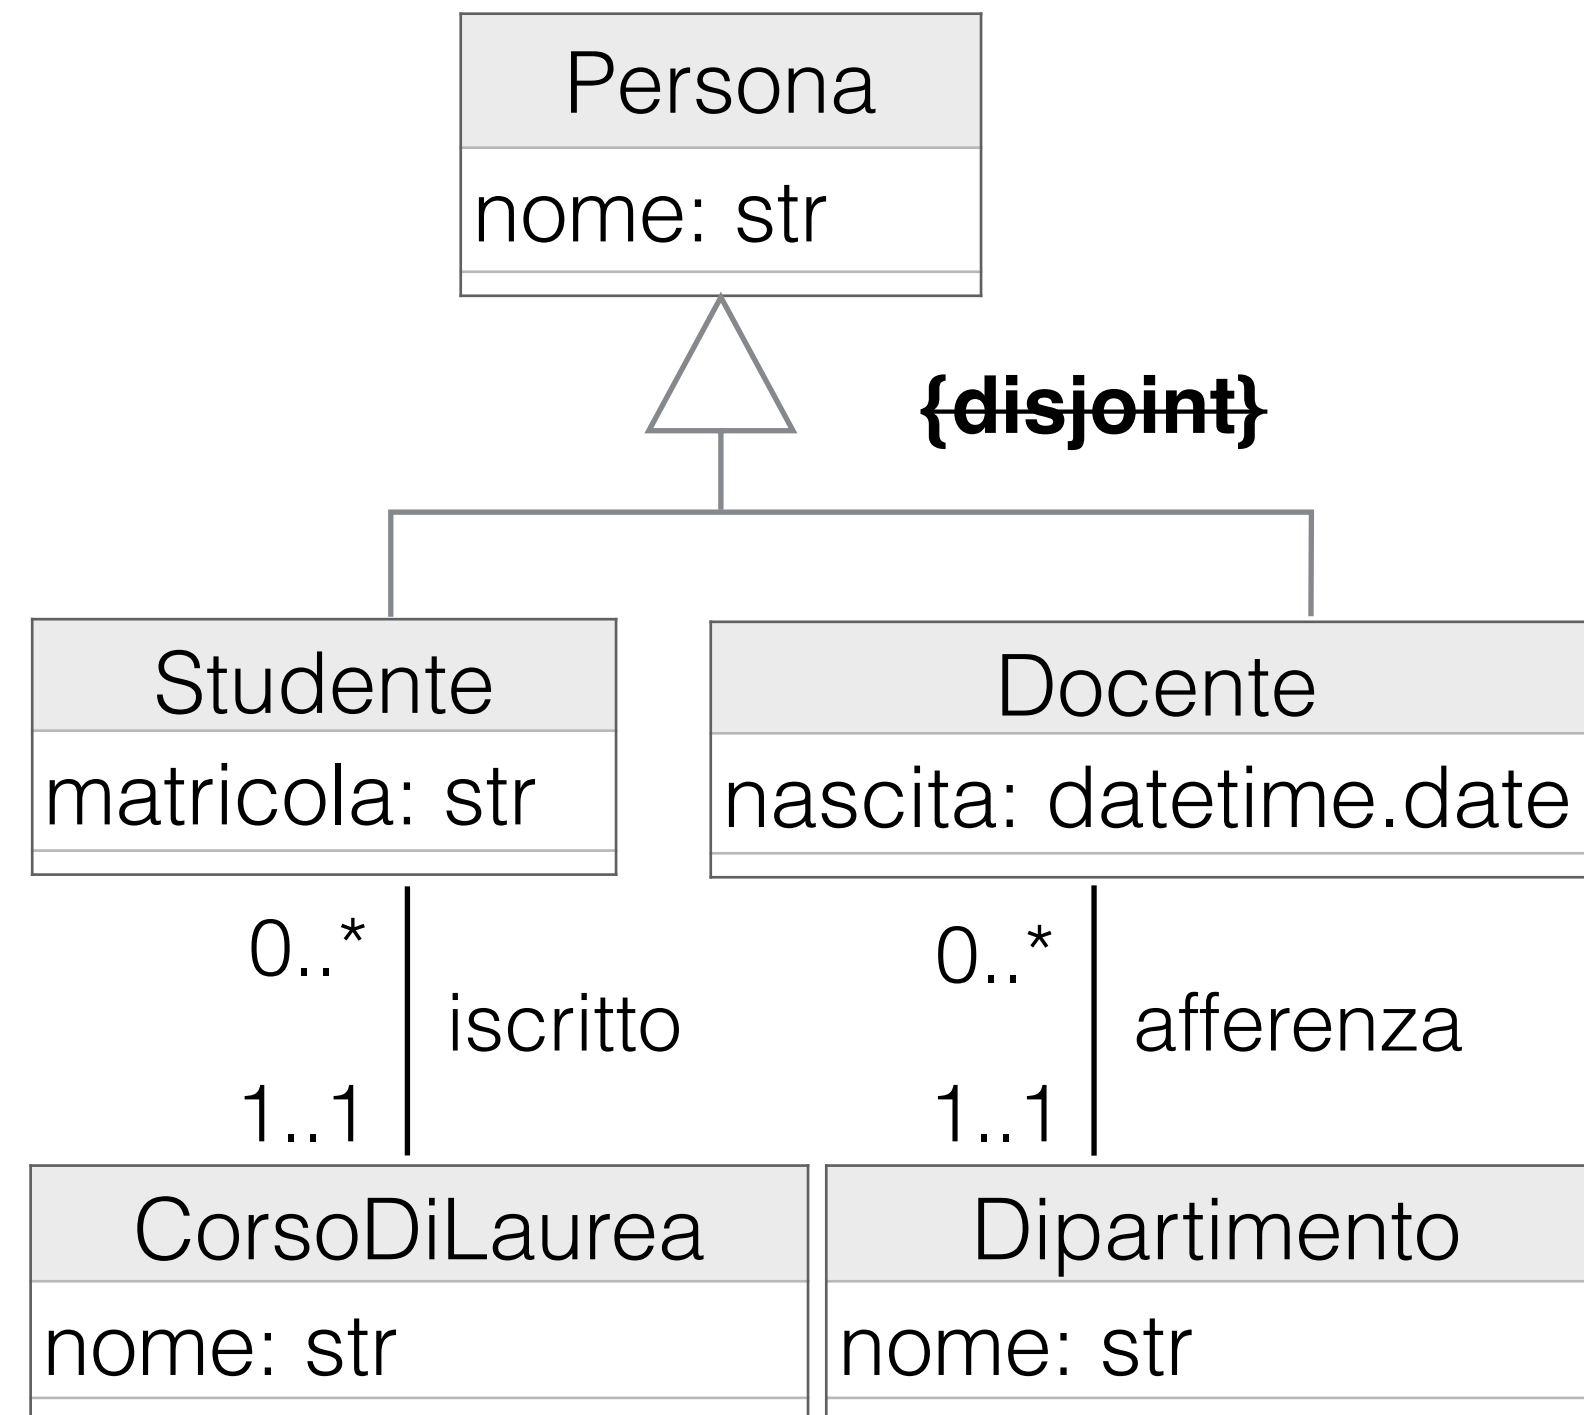 Persona
nome: str
{disjoint}
Studente
matricola: str
Docente
nascita: datetime.date
0..*
iscritto
1..1
0..*
afferenza
1..1
CorsoDiLaurea
nome: str
Dipartimento
nome: str